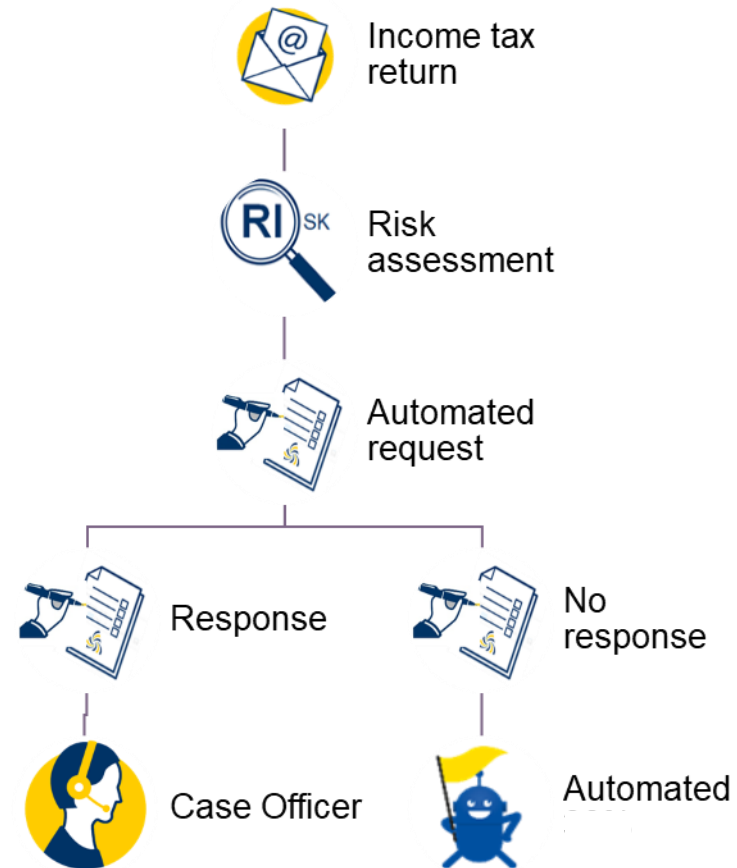 @
Income tax
return
RI SK
Risk
assessment
Automated
request
Response
No
response
Case Officer
Automated